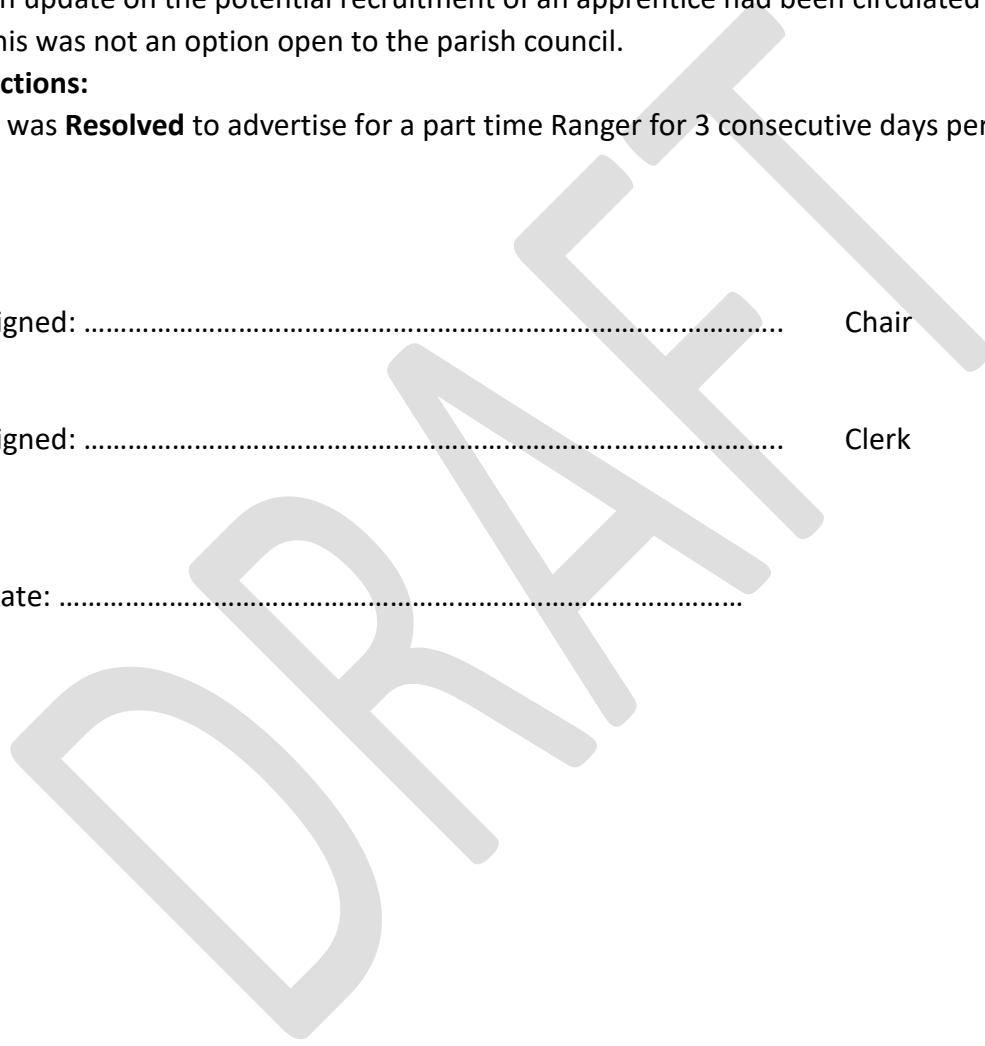 n update on the potential recruitment of an apprentice had been circulated
his was not an option open to the parish council.
ctions:
was Resolved to advertise for a part time Ranger for 3 consecutive days per
igned: ………………………………………………………………………………….. Chair
igned: ………………………………………………………………………………….. Clerk
ate: …………………………………………………………………………………
DRAFT